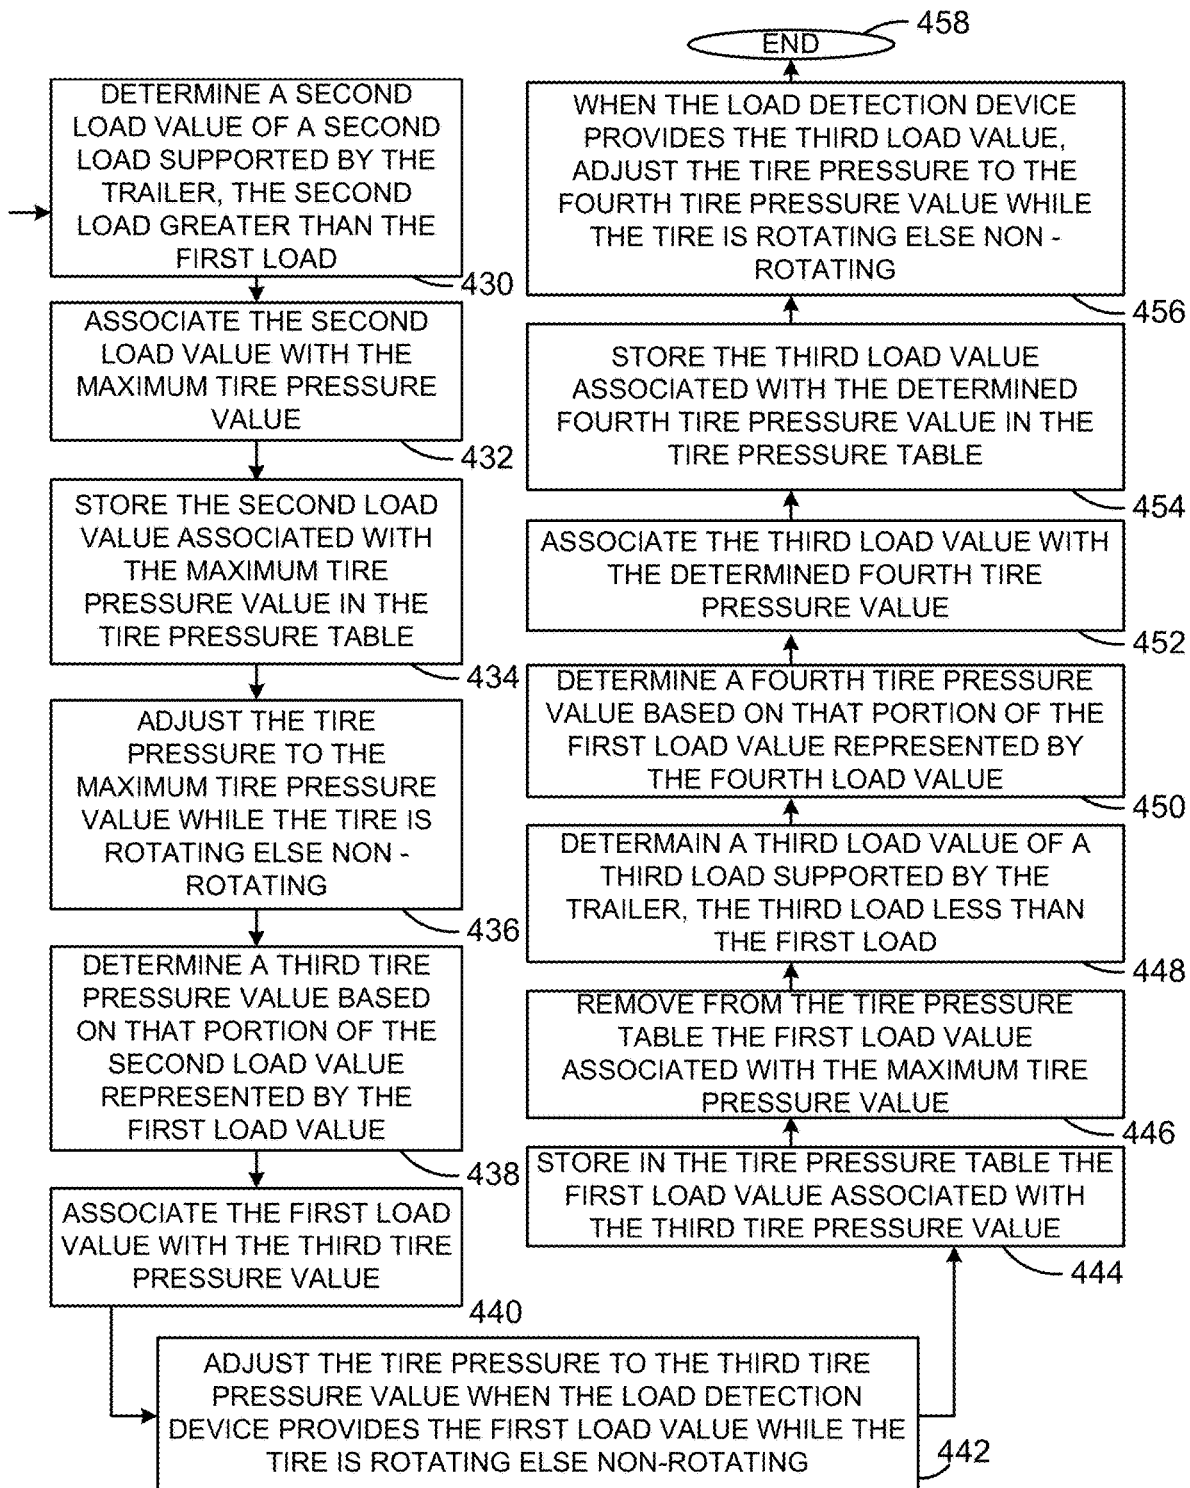 DETERMINE A SECOND
LOAD VALUE OF A SECOND
LOAD SUPPORTED BY THE
TRAILER, THE SECOND
LOAD GREATER THAN THE
FIRST LOAD
430
ASSOCIATE THE SECOND
LOAD VALUE WITH THE
MAXIMUM TIRE PRESSURE
VALUE
432
STORE THE SECOND LOAD
VALUE ASSOCIATED WITH
THE MAXIMUM TIRE
PRESSURE VALUE IN THE
TIRE PRESSURE TABLE
434
ADJUST THE TIRE
PRESSURE TO THE
MAXIMUM TIRE PRESSURE
VALUE WHILE THE TIRE IS
ROTATING ELSE NON -
ROTATING
436
DETERMINE A THIRD TIRE
PRESSURE VALUE BASED
ON THAT PORTION OF THE
SECOND LOAD VALUE
REPRESENTED BY THE
FIRST LOAD VALUE
438
ASSOCIATE THE FIRST LOAD
VALUE WITH THE THIRD TIRE
PRESSURE VALUE
440
ADJUST THE TIRE PRESSURE TO THE THIRD TIRE
PRESSURE VALUE WHEN THE LOAD DETECTION
DEVICE PROVIDES THE FIRST LOAD VALUE WHILE THE
TIRE IS ROTATING ELSE NON-ROTATING
442
STORE IN THE TIRE PRESSURE TABLE THE
FIRST LOAD VALUE ASSOCIATED WITH
THE THIRD TIRE PRESSURE VALUE
444
REMOVE FROM THE TIRE PRESSURE
TABLE THE FIRST LOAD VALUE
ASSOCIATED WITH THE MAXIMUM TIRE
PRESSURE VALUE
446
DETERMAIN A THIRD LOAD VALUE OF A
THIRD LOAD SUPPORTED BY THE
TRAILER, THE THIRD LOAD LESS THAN
THE FIRST LOAD
448
DETERMINE A FOURTH TIRE PRESSURE
VALUE BASED ON THAT PORTION OF THE
FIRST LOAD VALUE REPRESENTED BY
THE FOURTH LOAD VALUE
450
ASSOCIATE THE THIRD LOAD VALUE WITH
THE DETERMINED FOURTH TIRE
PRESSURE VALUE
452
STORE THE THIRD LOAD VALUE
ASSOCIATED WITH THE DETERMINED
FOURTH TIRE PRESSURE VALUE IN THE
TIRE PRESSURE TABLE
454
WHEN THE LOAD DETECTION DEVICE
PROVIDES THE THIRD LOAD VALUE,
ADJUST THE TIRE PRESSURE TO THE
FOURTH TIRE PRESSURE VALUE WHILE
THE TIRE IS ROTATING ELSE NON -
ROTATING
456
END
458